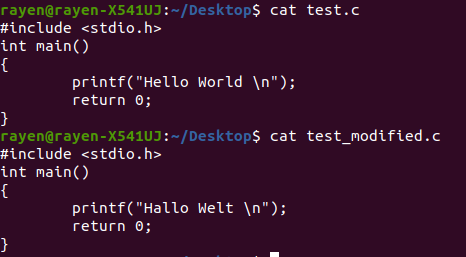 rayen@rayen-X541UJ:~/Desktop$ cat test.c
#include <stdio.h>
int main()
{
        printf("Hello World \n");
        return 0;
}
rayen@rayen-X541UJ:~/Desktop$ cat test_modified.c
#include <stdio.h>
int main()
{
        printf("Hallo Welt \n");
        return 0;
}